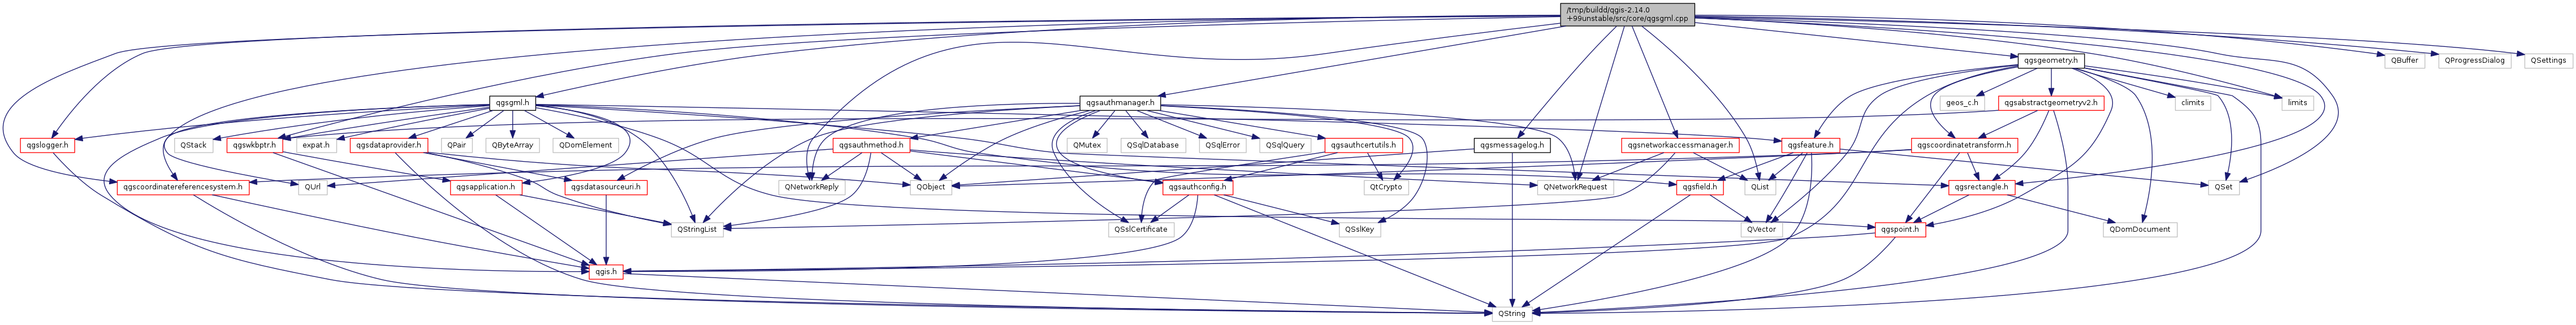 /tmp/buildd/qgis-2.14.0
+99unstable/src/core/qgsgml.cpp
qgsgeometry.h
QBuffer
QProgressDialog
QSettings
qgsgml.h
qgsauthmanager.h
geos_c.h
qgsabstractgeometryv2.h
climits
limits
qgslogger.h
QStack
qgswkbptr.h
expat.h
qgsdataprovider.h
QPair
QByteArray
QDomElement
qgsauthmethod.h
QMutex
QSqlDatabase
QSqlError
QSqlQuery
qgsauthcertutils.h
qgsmessagelog.h
qgsnetworkaccessmanager.h
qgsfeature.h
qgscoordinatetransform.h
qgscoordinatereferencesystem.h
QUrl
qgsapplication.h
qgsdatasourceuri.h
QNetworkReply
QObject
qgsauthconfig.h
QtCrypto
QNetworkRequest
qgsfield.h
QList
qgsrectangle.h
QSet
QStringList
QSslCertificate
QSslKey
QVector
qgspoint.h
QDomDocument
qgis.h
QString